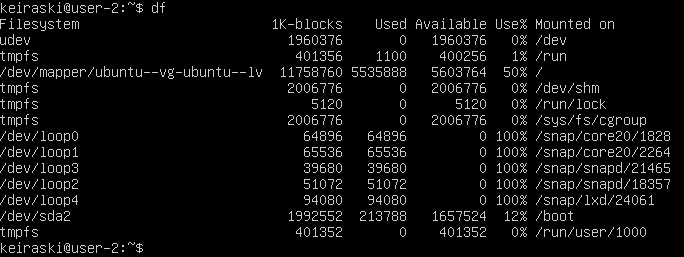 keiraski@user-2:~$ df
Filesystem                        1K-blocks    Used Available Use% Mounted on
udev                                1960376       0   1960376   0% /dev
tmpfs                                401356    1100    400256   1% /run
/dev/mapper/ubuntu--vg-ubuntu--lv  11758760 5535888   5603764  50% /
tmpfs                               2006776       0   2006776   0% /dev/shm
tmpfs                                  5120       0      5120   0% /run/lock
tmpfs                               2006776       0   2006776   0% /sys/fs/cgroup
/dev/loop0                            64896   64896         0 100% /snap/core20/1828
/dev/loop1                            65536   65536         0 100% /snap/core20/2264
/dev/loop3                            39680   39680         0 100% /snap/snapd/21465
/dev/loop2                            51072   51072         0 100% /snap/snapd/18357
/dev/loop4                            94080   94080         0 100% /snap/lxd/24061
/dev/sda2                           1992552  213788   1657524  12% /boot
tmpfs                                401352       0    401352   0% /run/user/1000
keiraski@user-2:~$